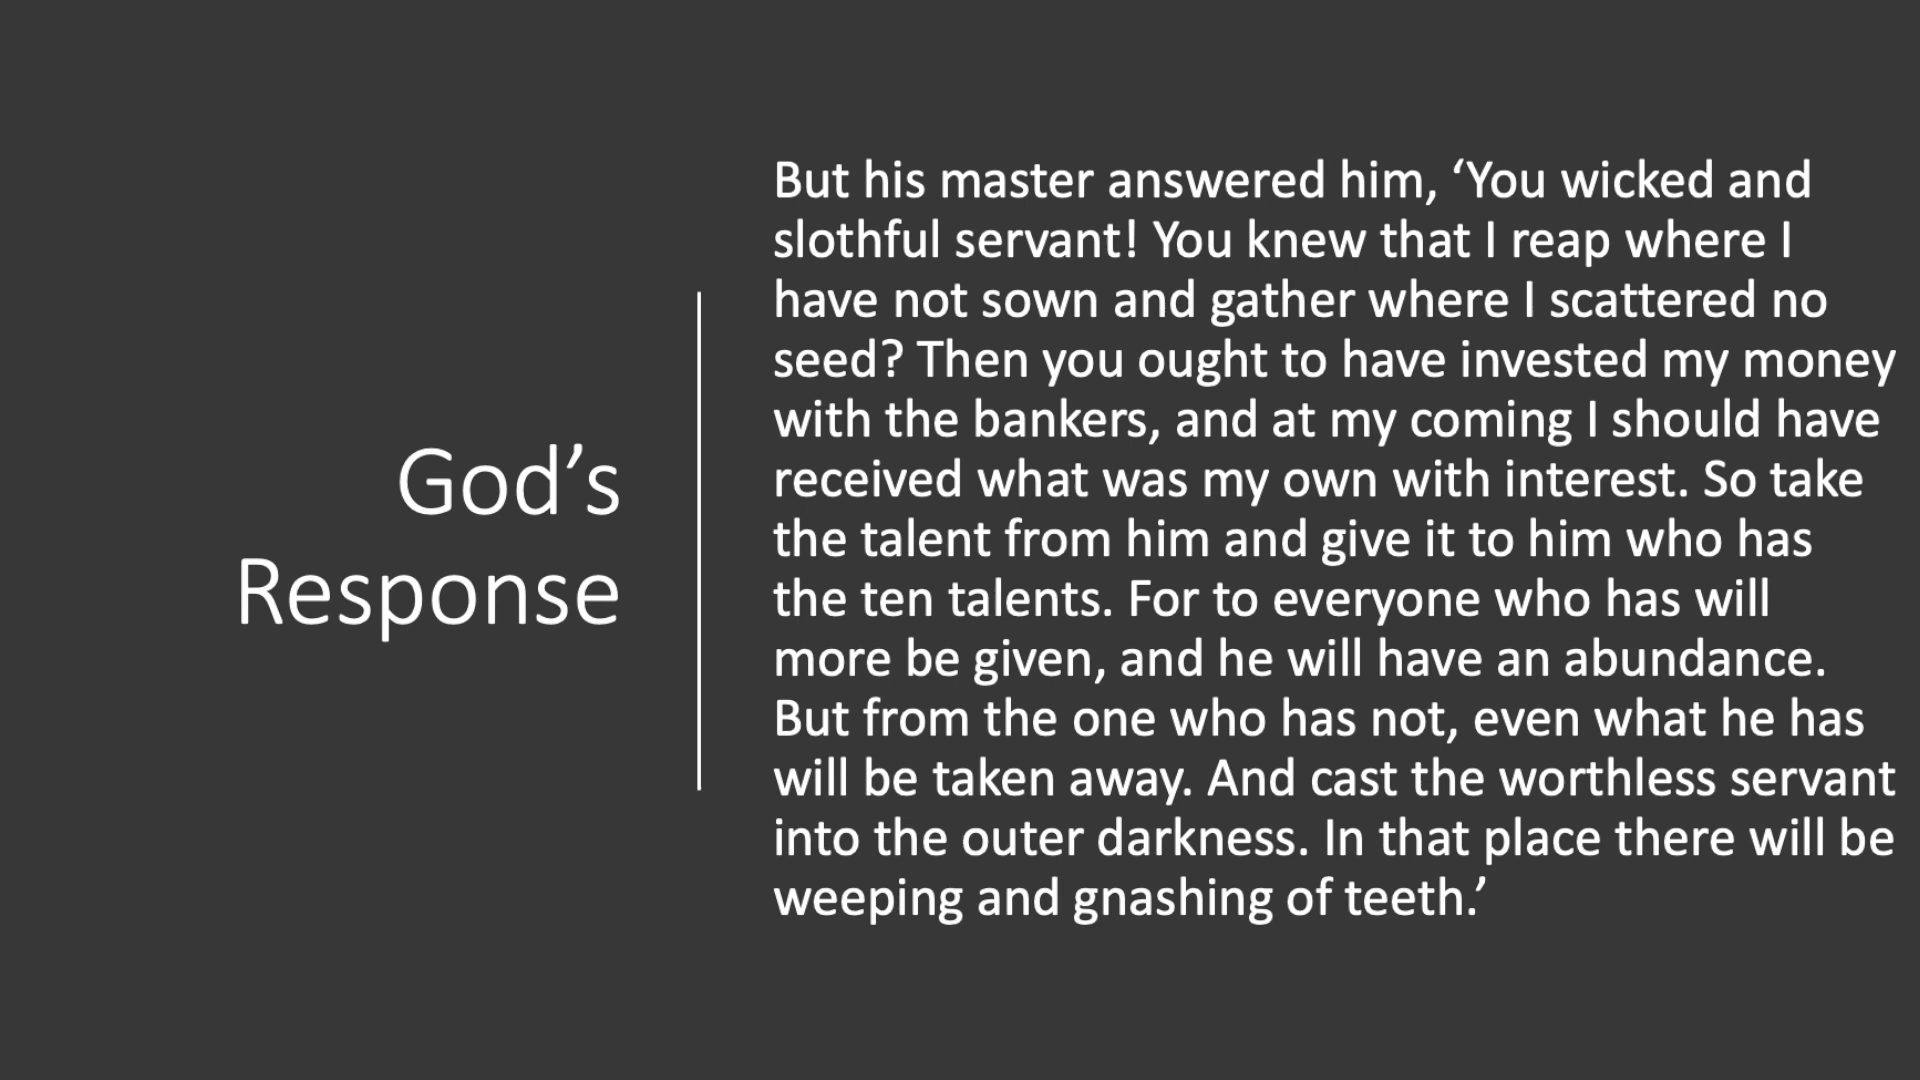 God’s
Response
But his master answered him, ‘You wicked and
slothful servant! You knew that I reap where I
have not sown and gather where I scattered no
seed? Then you ought to have invested my money
with the bankers, and at my coming I should have
received what was my own with interest. So take
the talent from him and give it to him who has
the ten talents. For to everyone who has will
more be given, and he will have an abundance.
But from the one who has not, even what he has
will be taken away. And cast the worthless servant
into the outer darkness. In that place there will be
weeping and gnashing of teeth.’